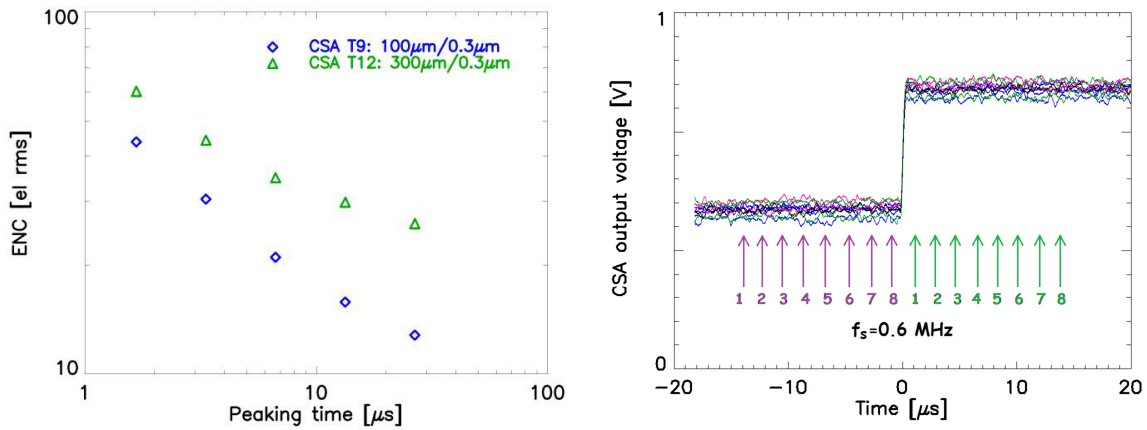 100
CSA T9: 100μm/0.3μm
CSA T12: 300μm/0.3μm
ENC [el rms]
10
1 10 100
Peaking time [μs]
1
CSA output voltage [V]
1 2 3 4 5 6 7 8 1 2 3 4 5 6 7 8
fs=0.6 MHz
0
−20 −10 0 10 20
Time [μs]